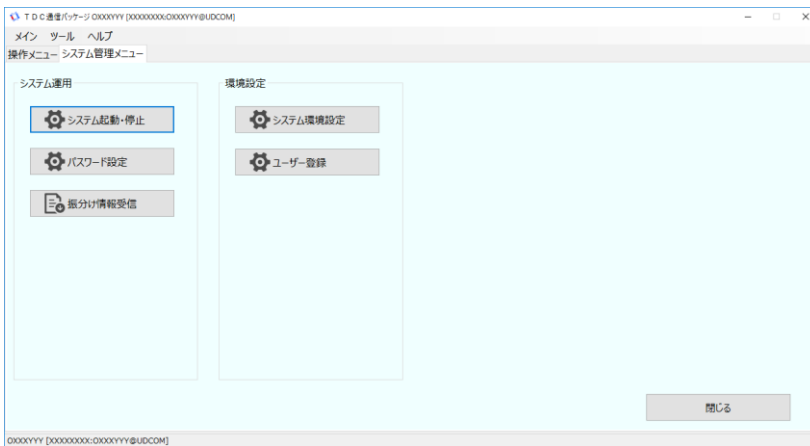 TDC通信パッケージ OXXXYYY [XXXXXXXX:OXXXYYY@UDCOM]
メイン ツール ヘルプ
操作メニュー システム管理メニュー
システム運用
システム起動・停止
パスワード設定
振分け情報受信
環境設定
システム環境設定
ユーザー登録
閉じる
OXXXYYY [XXXXXXXX:OXXXYYY@UDCOM]